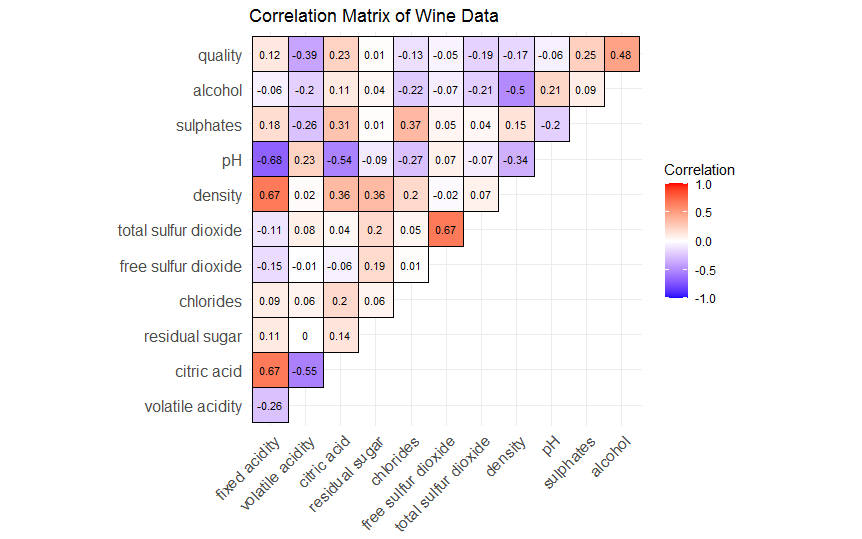 Correlation Matrix of Wine Data
quality 0.12 -0.39 0.23 0.01 -0.13 -0.05 -0.19 -0.17 -0.06 0.25 0.48
alcohol -0.06 -0.2 0.11 0.04 -0.22 -0.07 -0.21 -0.5 0.21 0.09
sulphates 0.18 -0.26 0.31 0.01 0.37 0.05 0.04 0.15 -0.2
pH -0.68 0.23 -0.54 -0.09 -0.27 0.07 -0.07 -0.34
density 0.67 0.02 0.36 0.36 0.2 -0.02 0.07
total sulfur dioxide -0.11 0.08 0.04 0.2 0.05 0.67
free sulfur dioxide -0.15 -0.01 -0.06 0.19 0.01
chlorides 0.09 0.06 0.2 0.06
residual sugar 0.11 0 0.14
citric acid 0.67 -0.55
volatile acidity -0.26
fixed acidity
volatile acidity
citric acid
residual sugar
chlorides
free sulfur dioxide
total sulfur dioxide
density
pH
sulphates
alcohol
Correlation
1.0
0.5
0.0
-0.5
-1.0